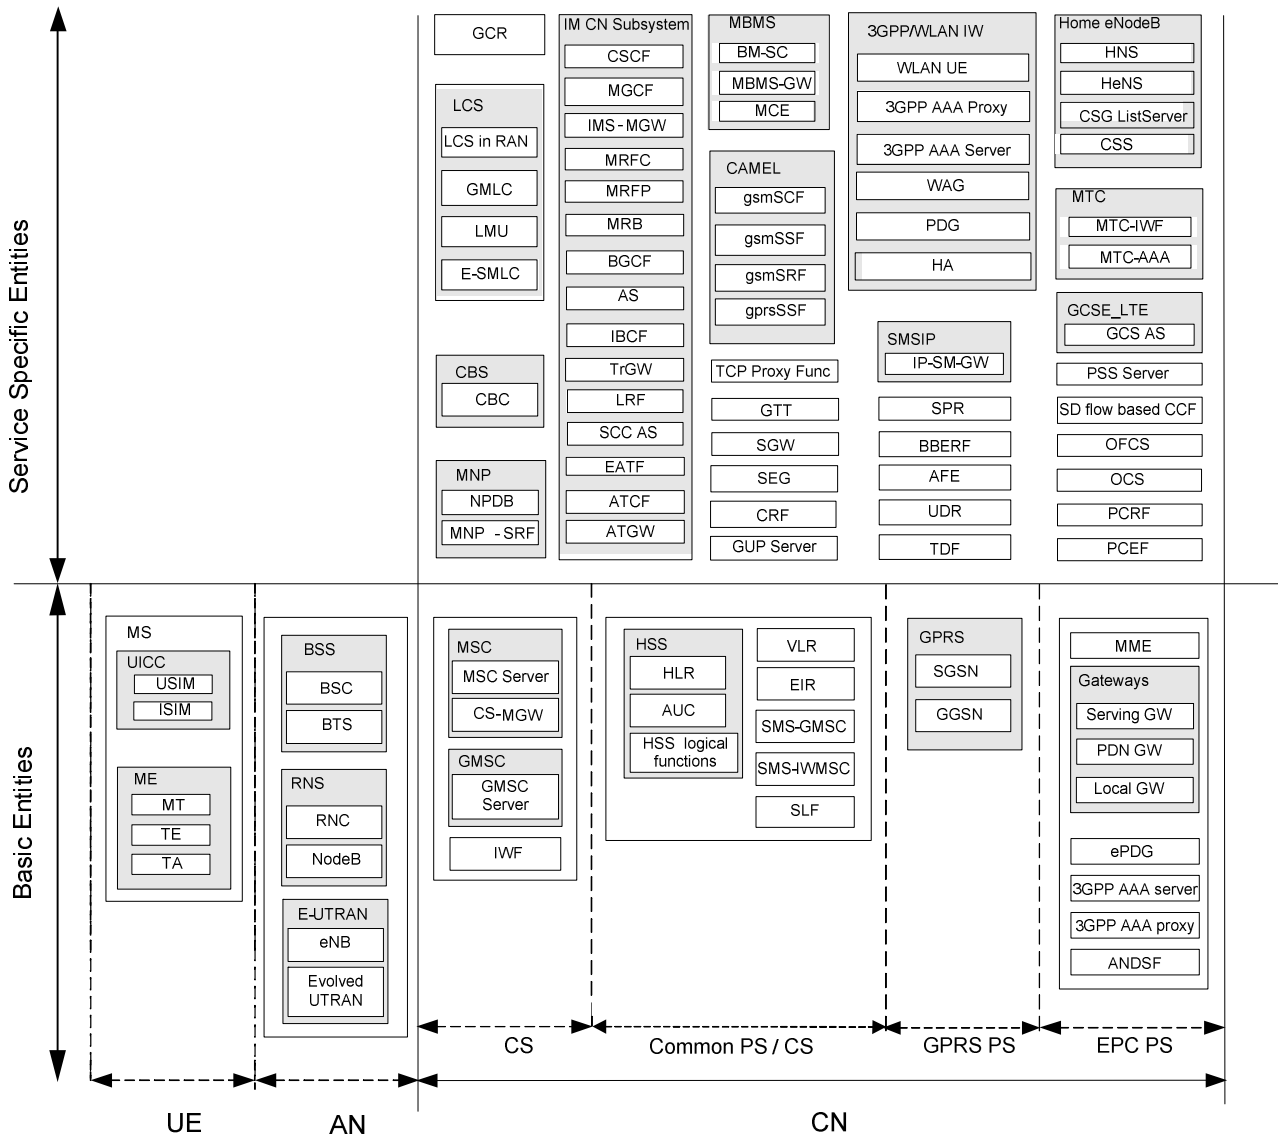 Service Specific Entities
GCR
LCS
LCS in RAN
GMLC
LMU
E-SMLC
CBS
CBC
MNP
NPDB
MNP - SRF
IM CN Subsystem
CSCF
MGCF
IMS-MGW
MRFC
MRFP
MRB
BGCF
AS
IBCF
TrGW
LRF
SCC AS
EATF
ATCF
ATGW
MBMS
BM-SC
MBMS-GW
MCE
CAMEL
gsmSCF
gsmSSF
gsmSRF
gprsSSF
TCP Proxy Func
GTT
SGW
SEG
CRF
GUP Server
3GPP/WLAN IW
WLAN UE
3GPP AAA Proxy
3GPP AAA Server
WAG
PDG
HA
SMSIP
IP-SM-GW
SPR
BBERF
AFE
UDR
TDF
Home eNodeB
HNS
HeNS
CSG ListServer
CSS
MTC
MTC-IWF
MTC-AAA
GCSE_LTE
GCS AS
PSS Server
SD flow based CCF
OFCS
OCS
PCRF
PCEF
Basic Entities
MS
UICC
USIM
ISIM
ME
MT
TE
TA
BSS
BSC
BTS
RNS
RNC
NodeB
E-UTRAN
eNB
Evolved
UTRAN
MSC
MSC Server
CS-MGW
GMSC
GMSC
Server
IWF
HSS
HLR
AUC
HSS logical
functions
VLR
EIR
SMS-GMSC
SMS-IWMSC
SLF
GPRS
SGSN
GGSN
MME
Gateways
Serving GW
PDN GW
Local GW
ePDG
3GPP AAA server
3GPP AAA proxy
ANDSF
CS
Common PS / CS
GPRS PS
EPC PS
UE
AN
CN